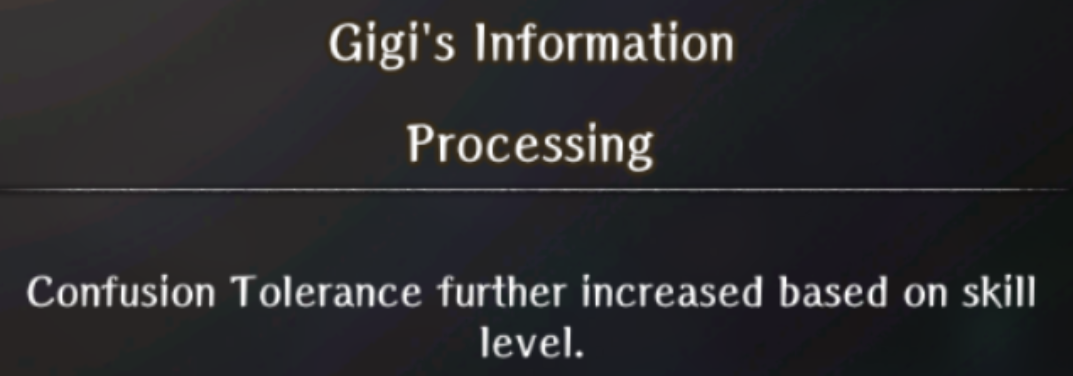 Gigi's Information
Processing
Confusion Tolerance further increased based on skill
level.